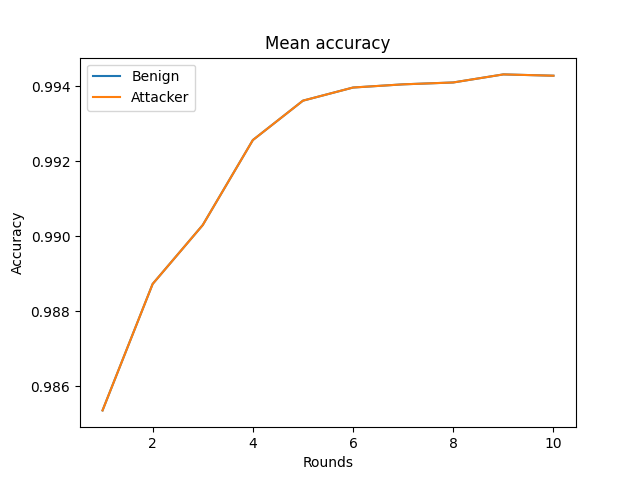 Mean accuracy
Benign
Attacker
0.994
0.992
0.990
0.988
0.986
Accuracy
2 4 6 8 10
Rounds